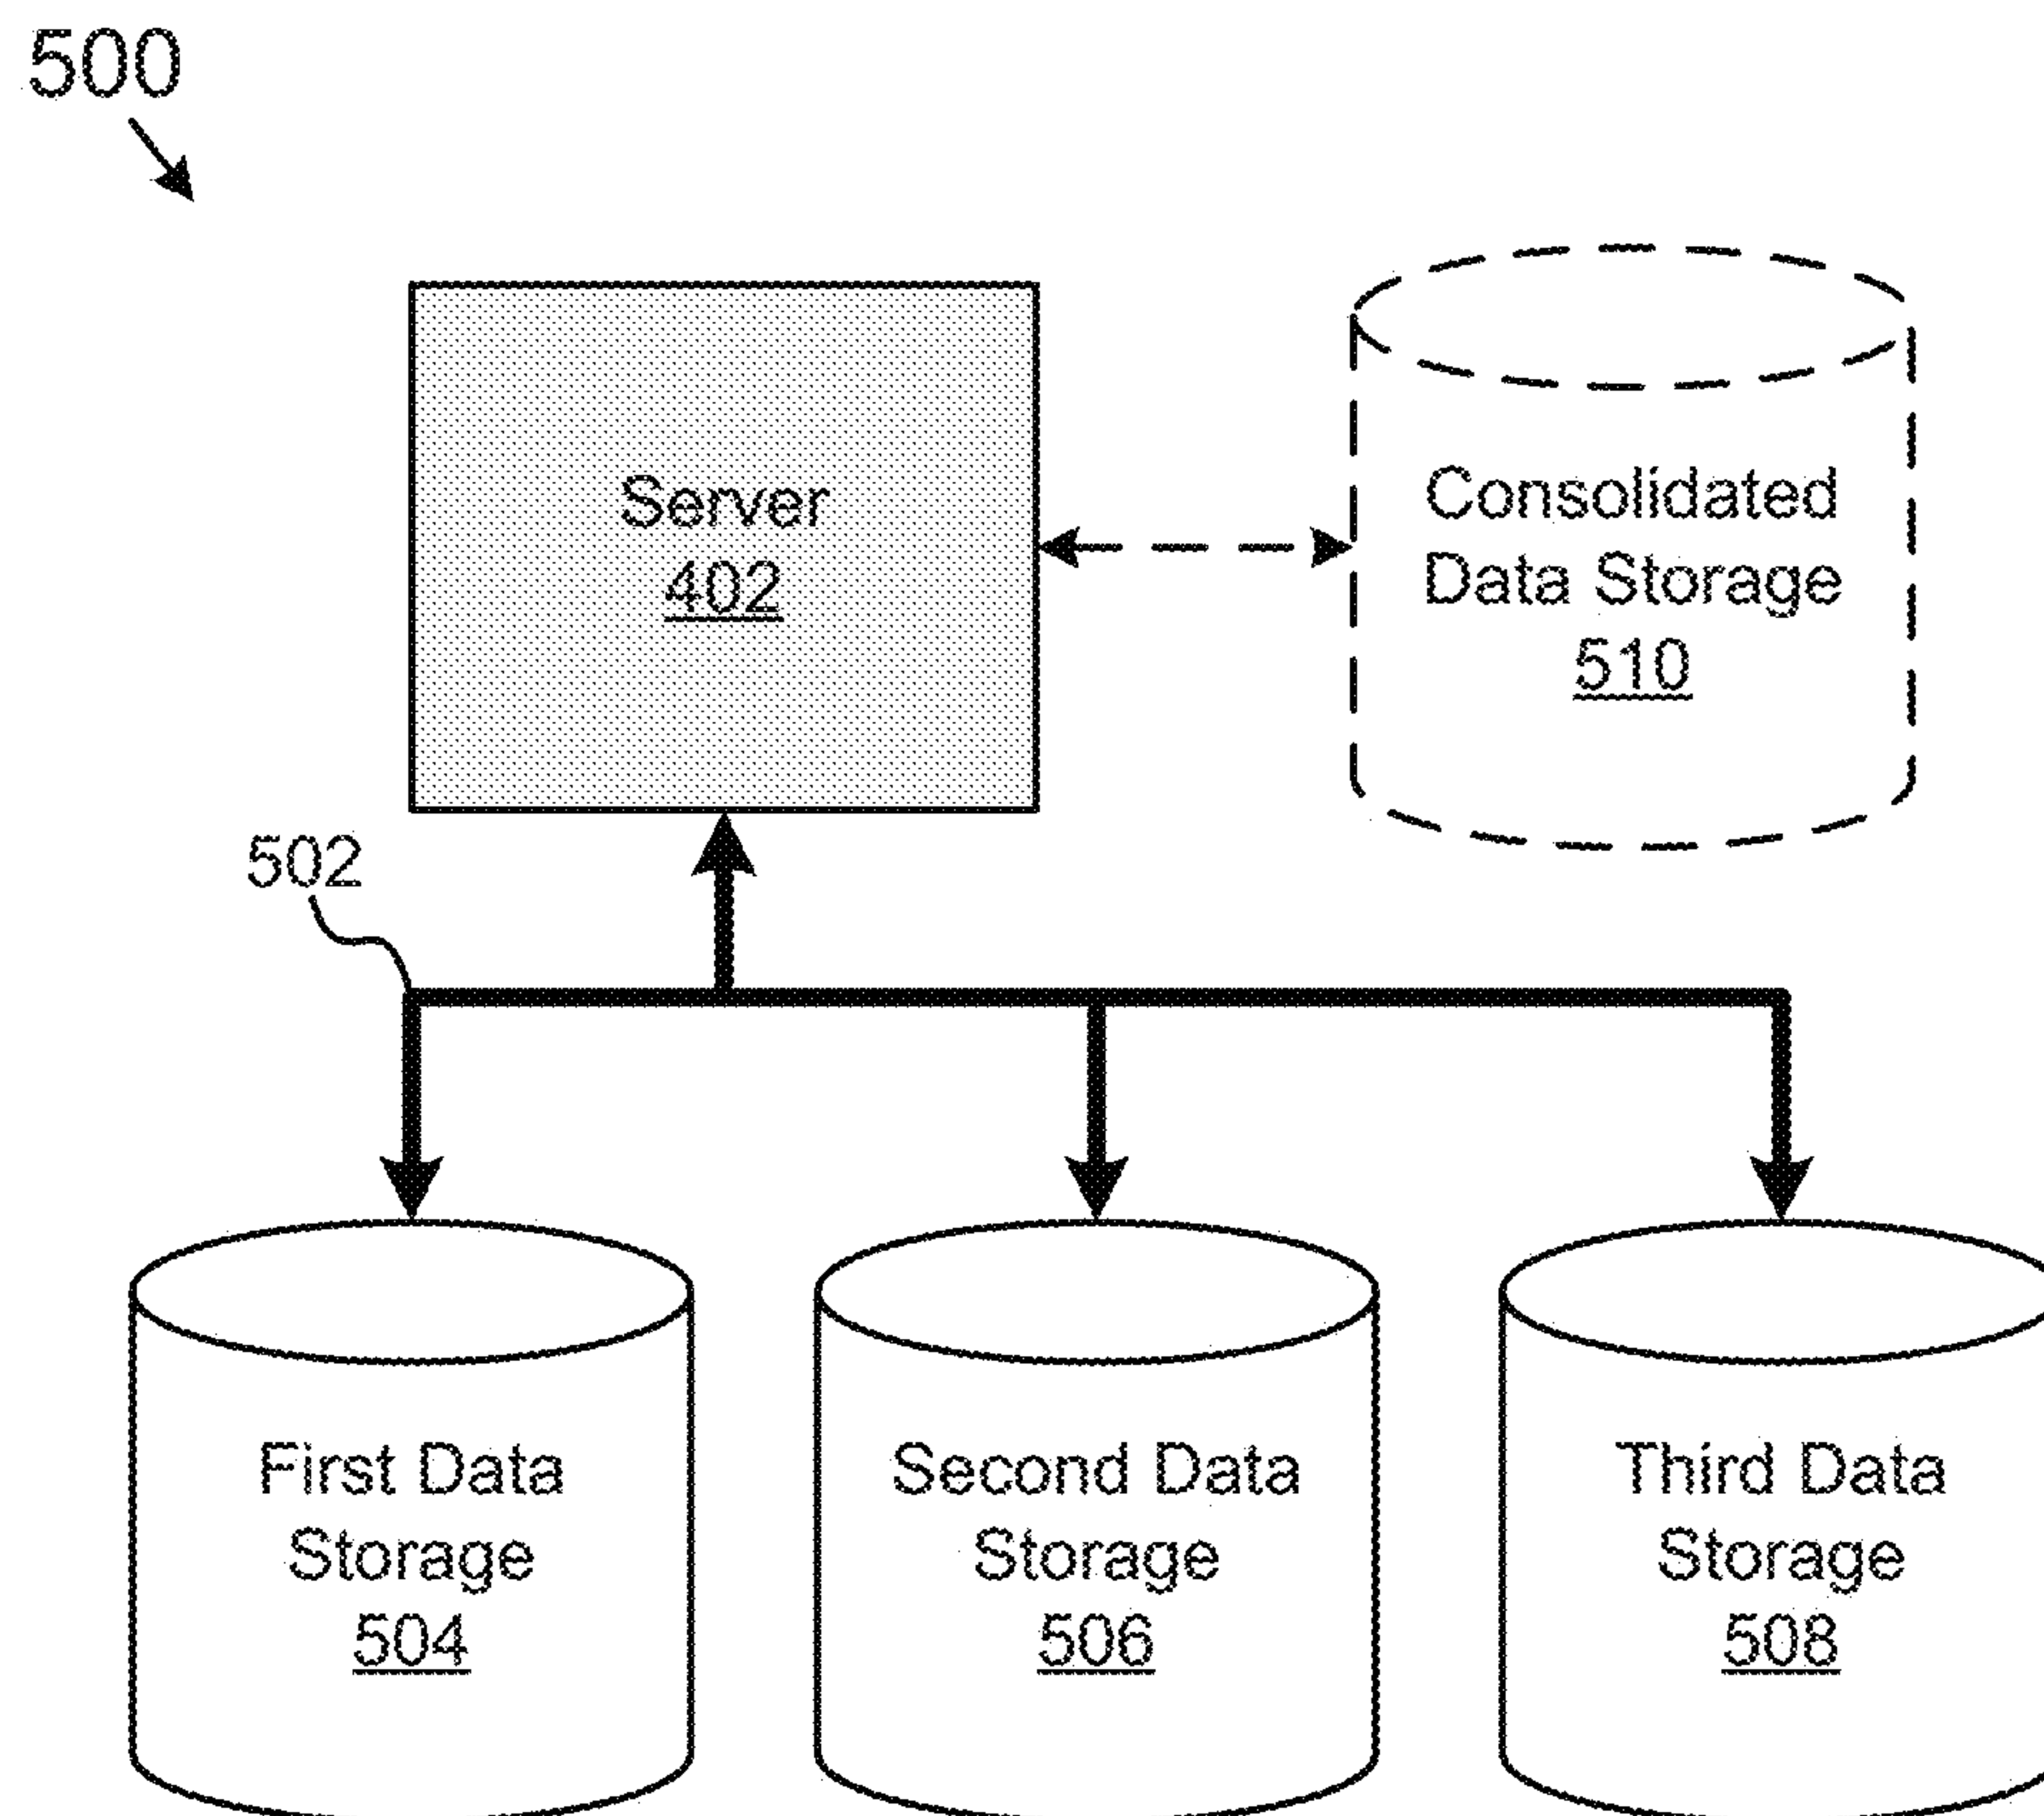 500
Server
402
Consolidated
Data Storage
510
502
First Data
Storage
504
Second Data
Storage
506
Third Data
Storage
508